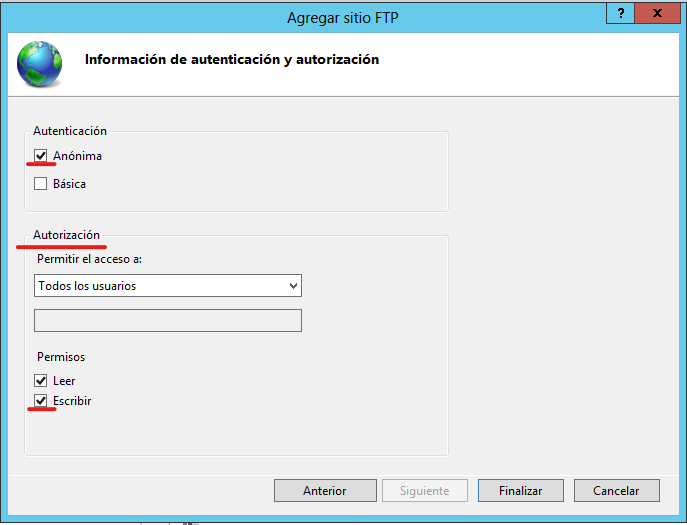 Agregar sitio FTP
?
x
Información de autenticación y autorización
Autenticación
Anónima
Básica
Autorización
Permitir el acceso a:
Todos los usuarios
Permisos
Leer
Escribir
Anterior
Siguiente
Finalizar
Cancelar